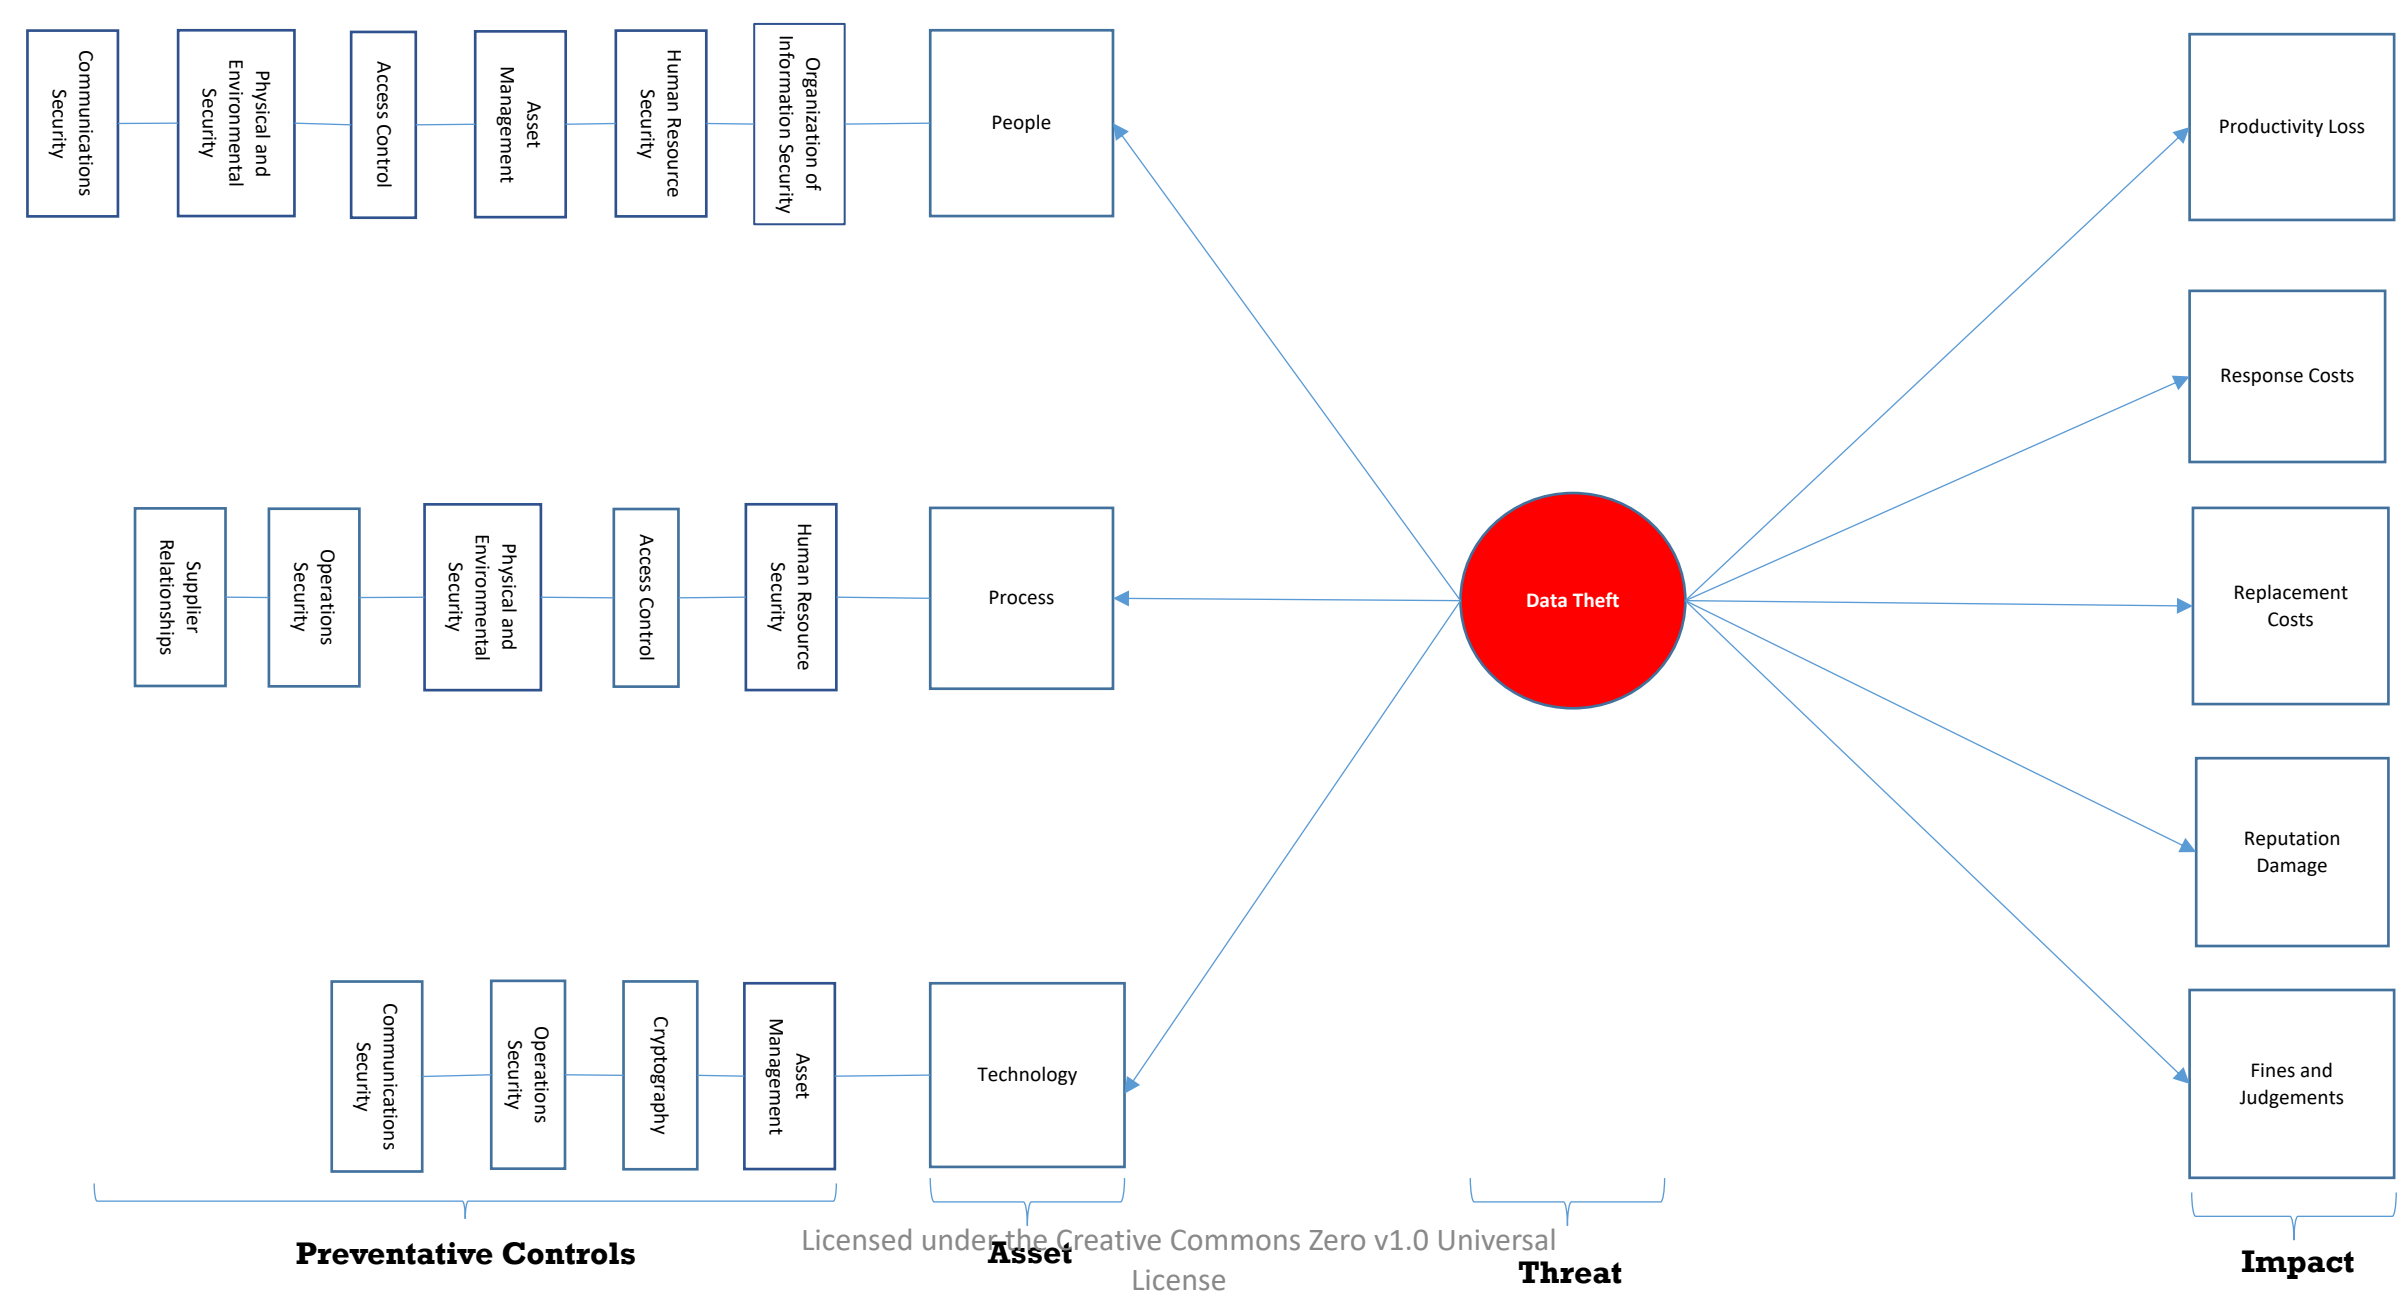 Communications
Security
Physical and
Environmental
Security
Access Control
Asset
Management
Human Resource
Security
Organization of
Information Security
People
Productivity Loss
Response Costs
Supplier
Relationships
Operations
Security
Physical and
Environmental
Security
Access Control
Human Resource
Security
Process
Data Theft
Replacement
Costs
Reputation
Damage
Communications
Security
Operations
Security
Cryptography
Asset
Management
Technology
Fines and
Judgements
Preventative Controls
Asset
Threat
Impact
Licensed under the Creative Commons Zero v1.0 Universal
License